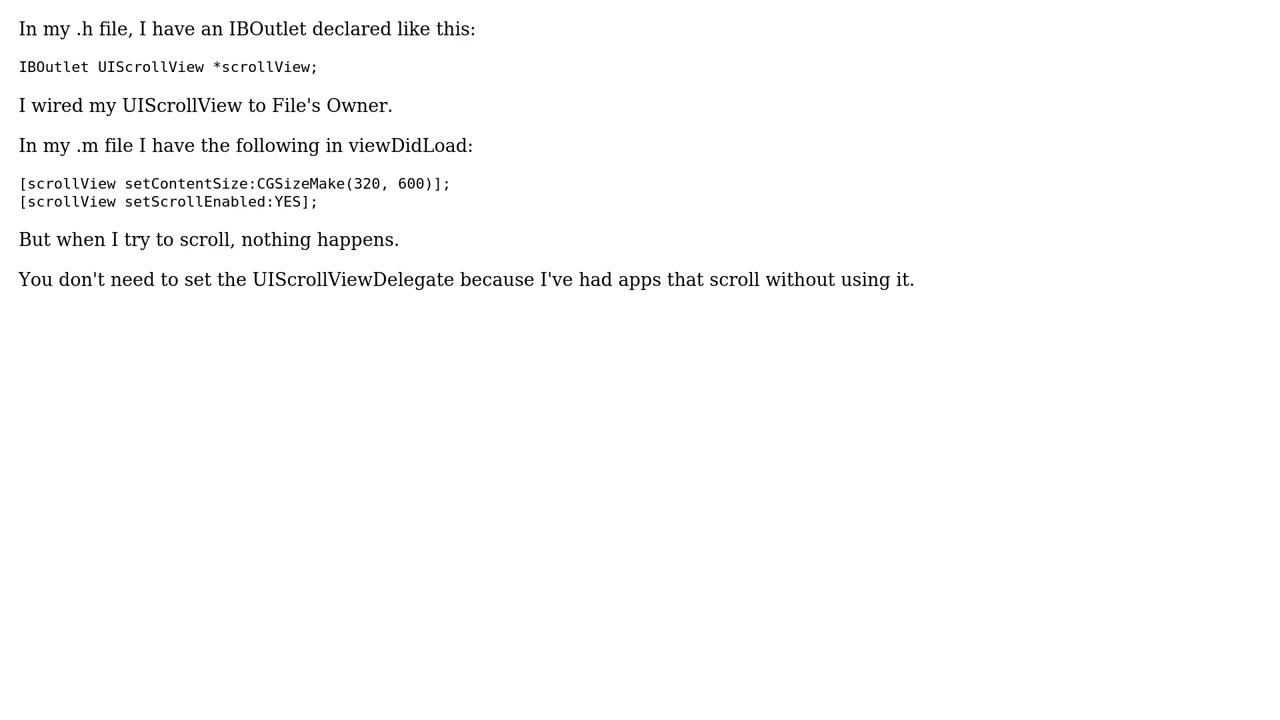 In my .h file, I have an IBOutlet declared like this:
IBOutlet UIScrollView *scrollView;
I wired my UIScrollView to File's Owner.
In my .m file I have the following in viewDidLoad:
[scrollView setContentSize:CGSizeMake(320, 600)];
[scrollView setScrollEnabled:YES];
But when I try to scroll, nothing happens.
You don't need to set the UIScrollViewDelegate because I've had apps that scroll without using it.